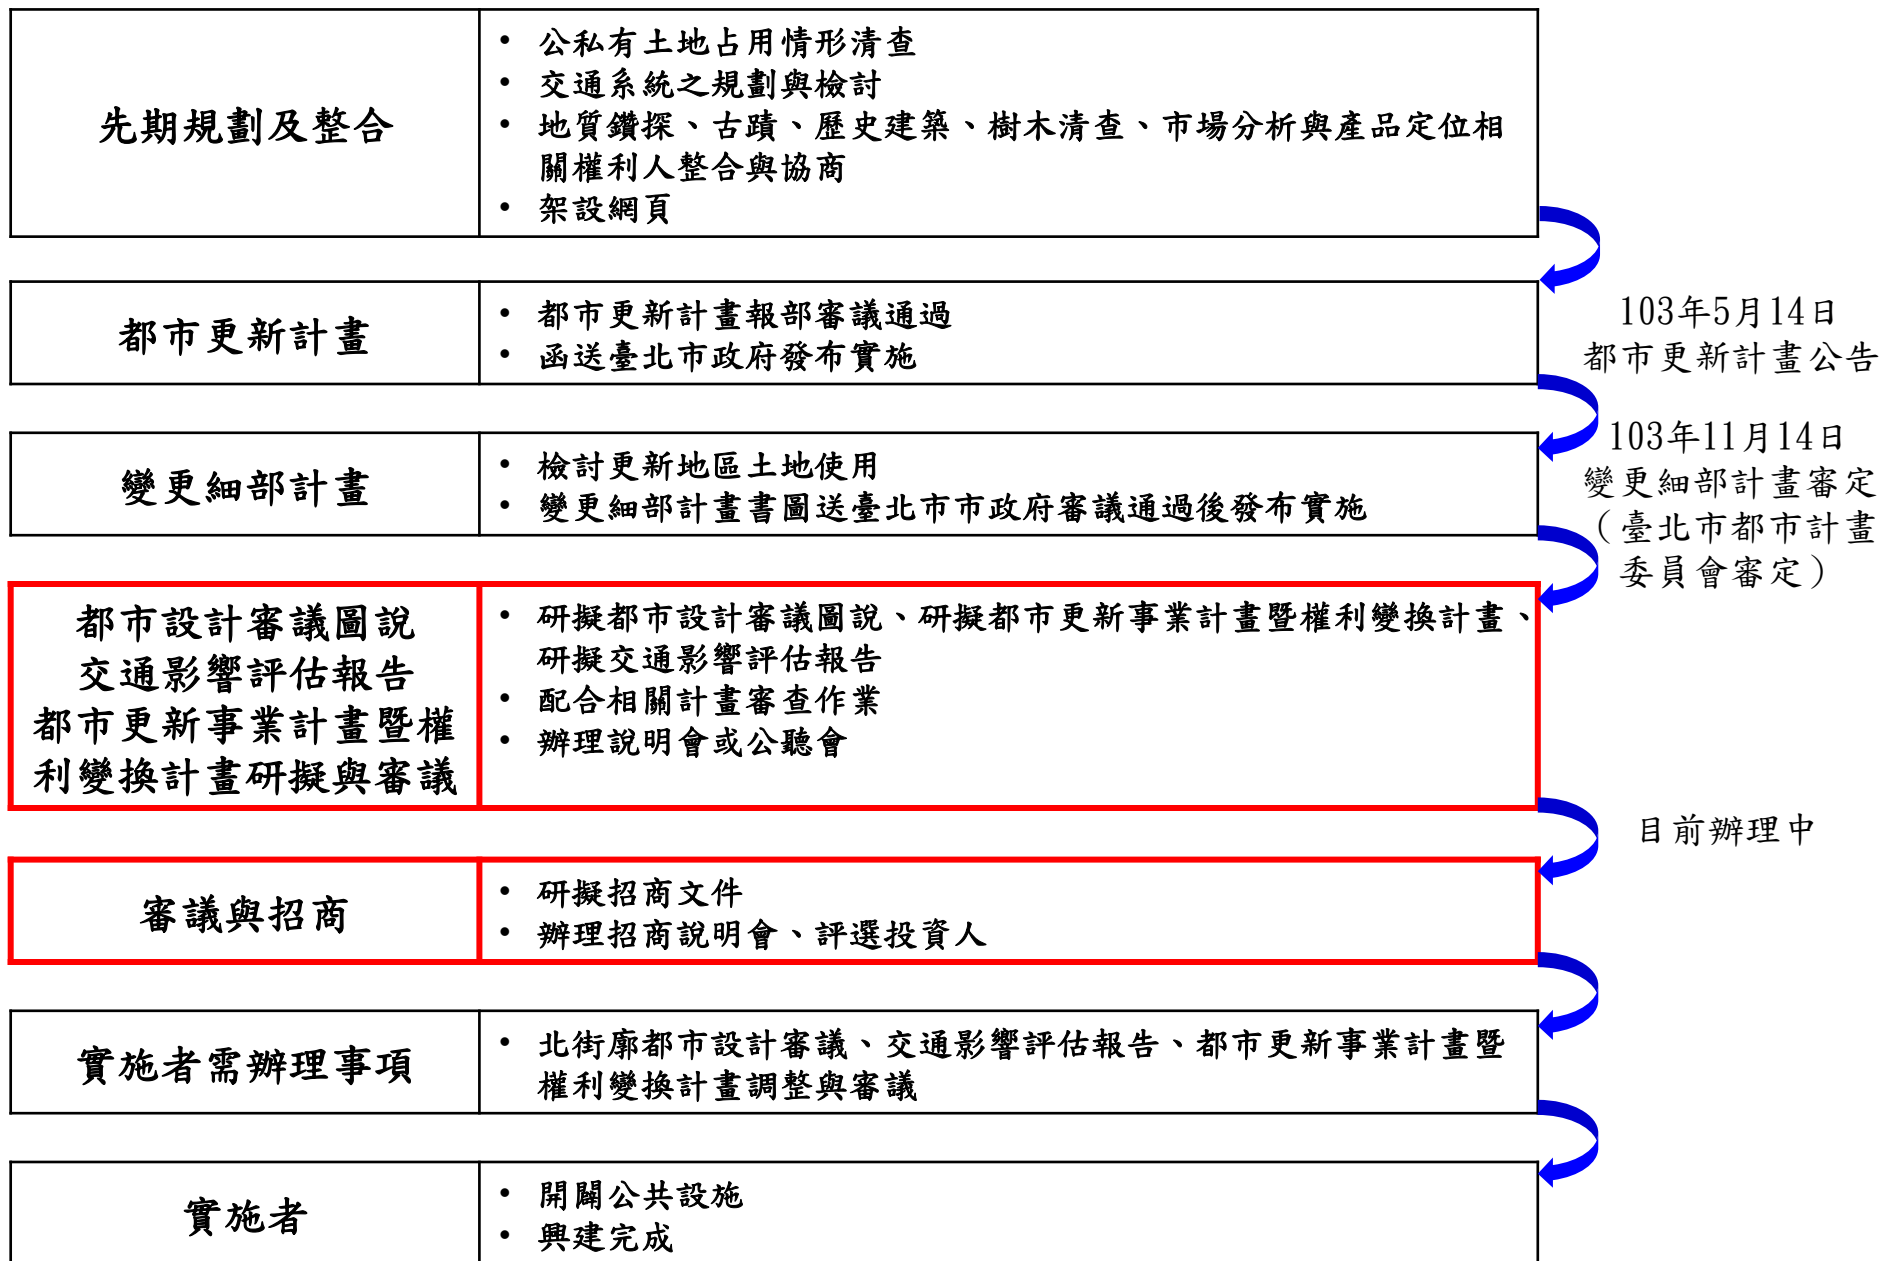 先期規劃及整合
• 公私有土地占用情形清查
• 交通系統之規劃與檢討
• 地質鑽探、古蹟、歷史建築、樹木清查、市場分析與產品定位相
關權利人整合與協商
• 架設網頁
都市更新計畫
• 都市更新計畫報部審議通過
• 函送臺北市政府發布實施
103年5月14日
都市更新計畫公告
變更細部計畫
• 檢討更新地區土地使用
• 變更細部計畫書圖送臺北市市政府審議通過後發布實施
103年11月14日
變更細部計畫審定
（臺北市都市計畫
委員會審定）
都市設計審議圖說
交通影響評估報告
都市更新事業計畫暨權
利變換計畫研擬與審議
• 研擬都市設計審議圖說、研擬都市更新事業計畫暨權利變換計畫、
研擬交通影響評估報告
• 配合相關計畫審查作業
• 辦理說明會或公聽會
目前辦理中
審議與招商
• 研擬招商文件
• 辦理招商說明會、評選投資人
實施者需辦理事項
• 北街廓都市設計審議、交通影響評估報告、都市更新事業計畫暨
權利變換計畫調整與審議
實施者
• 開闢公共設施
• 興建完成